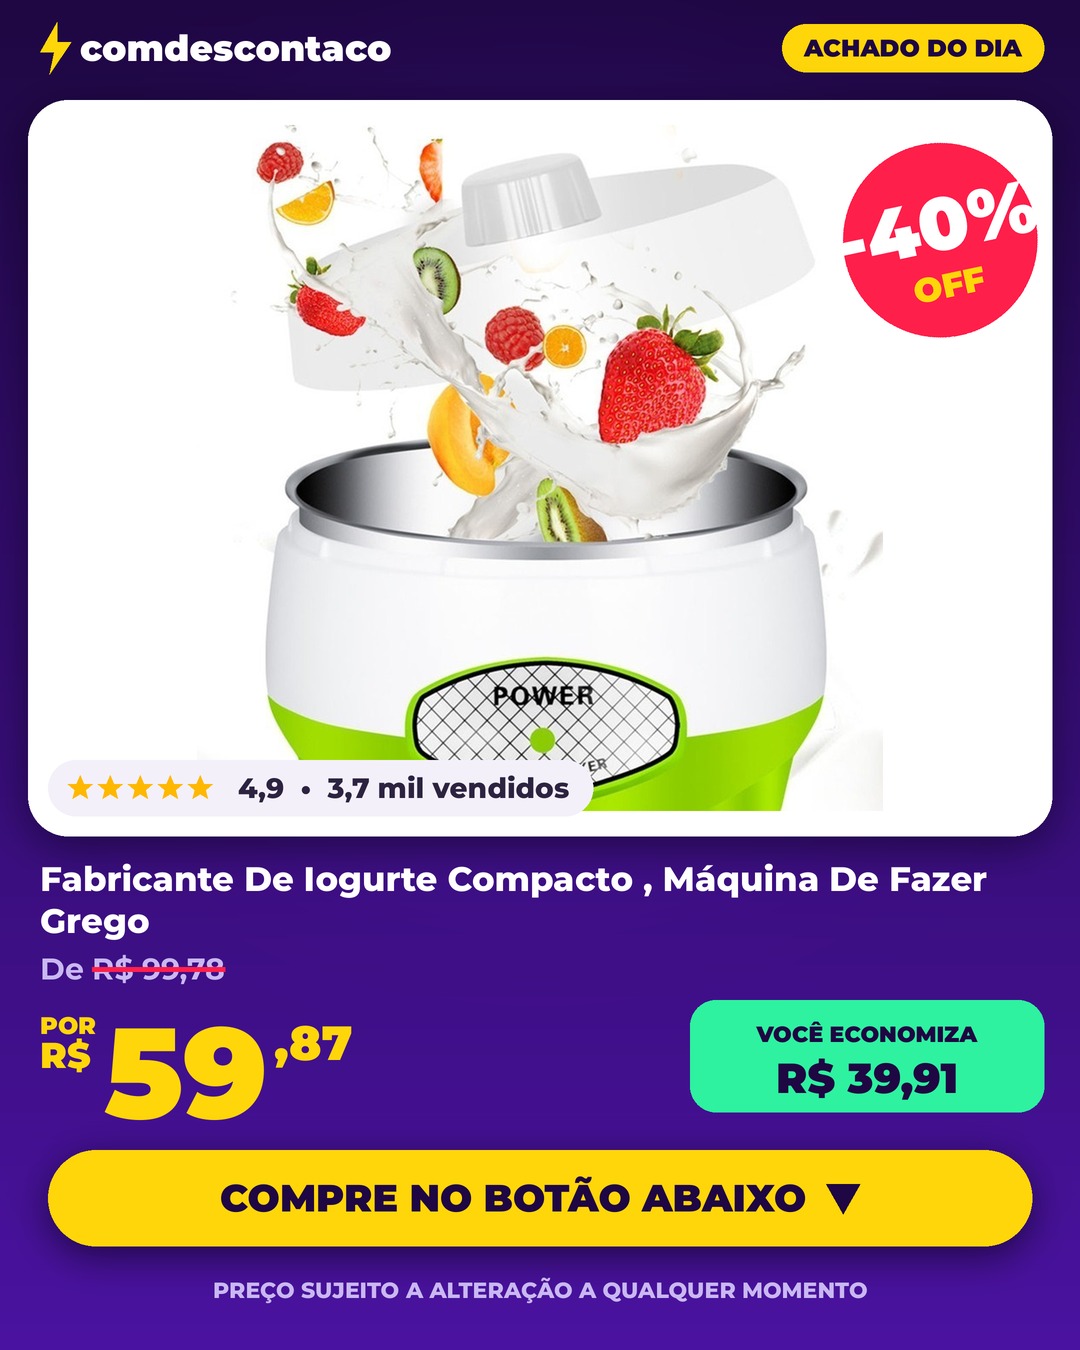 comdescontaco
ACHADO DO DIA
-40%
OFF
POWER
4,9 • 3,7 mil vendidos
Fabricante De Iogurte Compacto , Máquina De Fazer
Grego
De R$ 99,78
POR
R$ 59,87
VOCÊ ECONOMIZA
R$ 39,91
COMPRE NO BOTÃO ABAIXO ▼
PREÇO SUJEITO A ALTERAÇÃO A QUALQUER MOMENTO